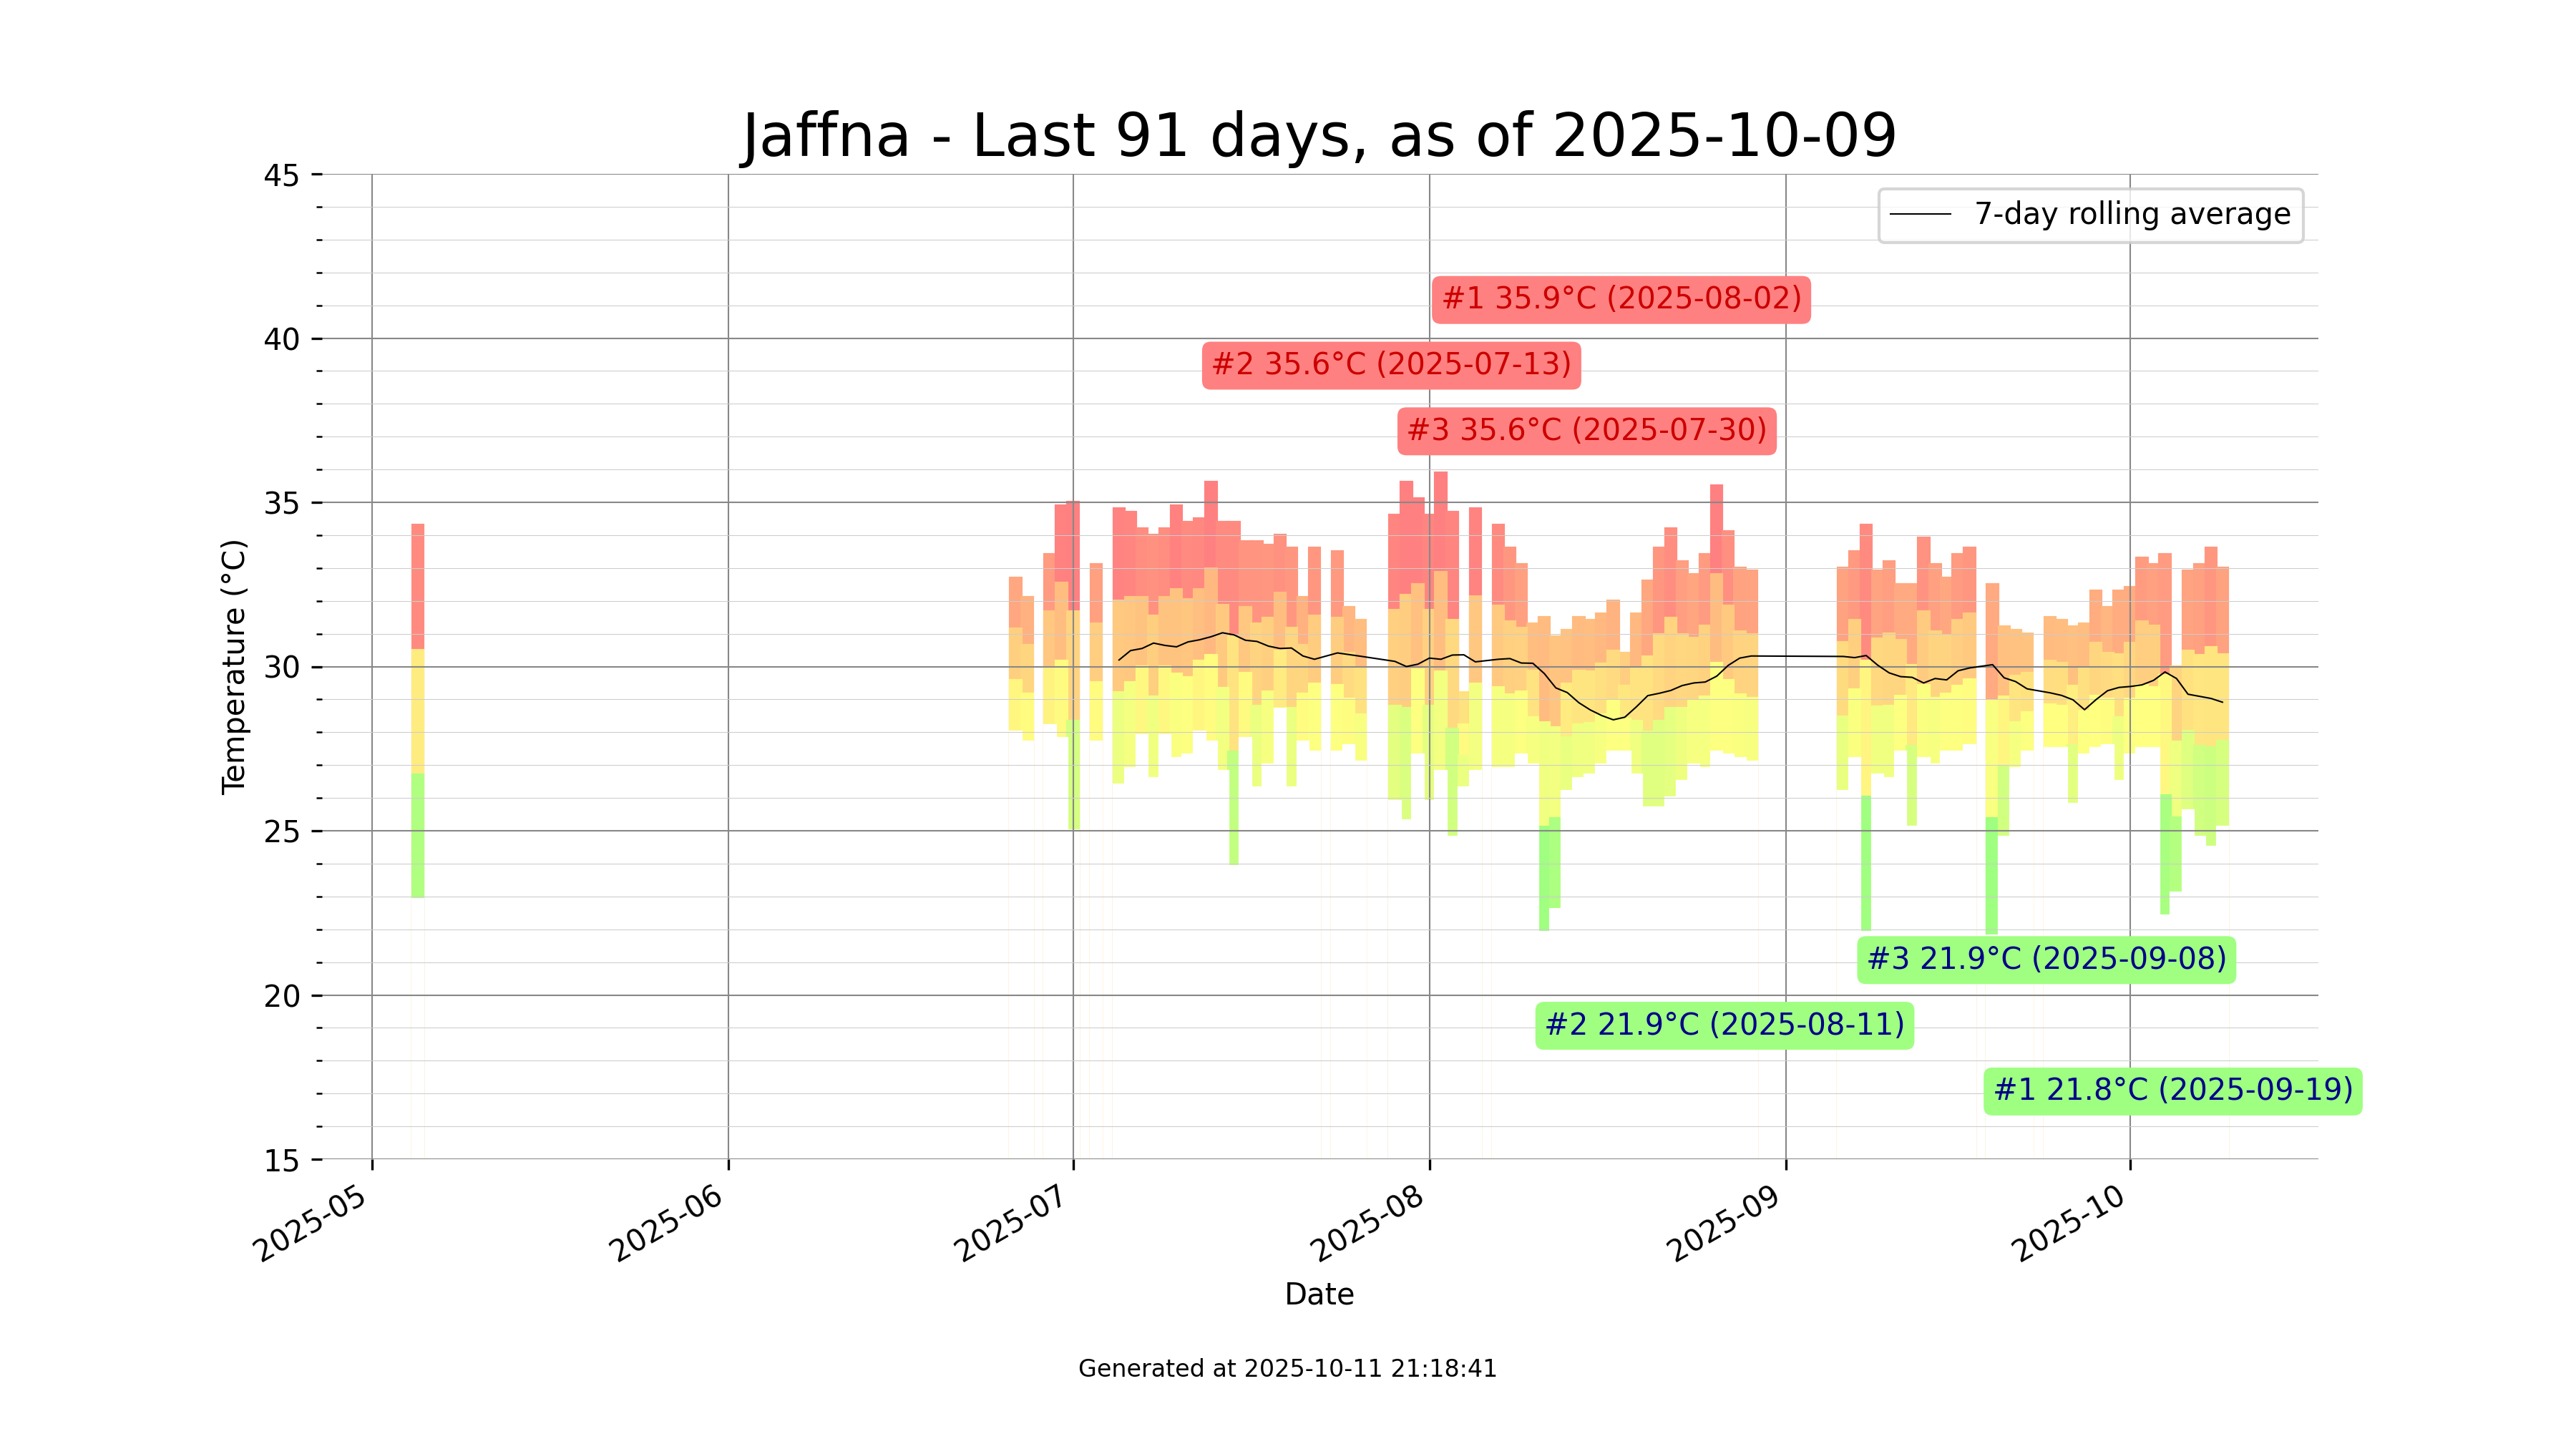 Jaffna - Last 91 days, as of 2025-10-09
7-day rolling average
#1 35.9°C (2025-08-02)
#2 35.6°C (2025-07-13)
#3 35.6°C (2025-07-30)
#3 21.9°C (2025-09-08)
#2 21.9°C (2025-08-11)
#1 21.8°C (2025-09-19)
Temperature (°C)
45
40
35
30
25
20
15
2025-05
2025-06
2025-07
2025-08
2025-09
2025-10
Date
Generated at 2025-10-11 21:18:41